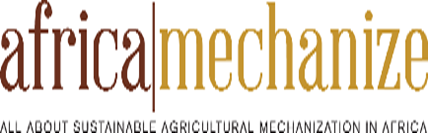 africa|mechanize
ALL ABOUT SUSTAINABLE AGRICULTURAL MECHANIZATION IN AFRICA